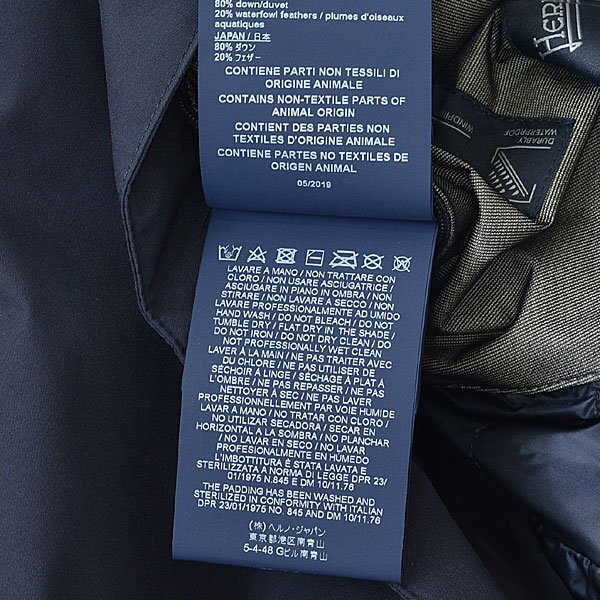 80% down/duvet
20% waterfowl feathers / plumes d'oiseaux
aquatiques
JAPAN / 日本
80% ダウン
20% フェザー
CONTIENE PARTI NON TESSILI DI
ORIGINE ANIMALE
CONTAINS NON-TEXTILE PARTS OF
ANIMAL ORIGIN
CONTIENT DES PARTIES NON
TEXTILES D'ORIGINE ANIMALE
CONTIENE PARTES NO TEXTILES DE
ORIGEN ANIMAL
05/2019
LAVARE A MANO / NON TRATTARE CON
CLORO / NON USARE ASCIUGATRICE /
ASCIUGARE IN PIANO IN OMBRA / NON
STIRARE / NON LAVARE A SECCO / NON
LAVARE PROFESSIONALMENTE AD UMIDO
HAND WASH / DO NOT BLEACH / DO NOT
TUMBLE DRY / FLAT DRY IN THE SHADE
/ DO NOT IRON / DO NOT DRY CLEAN / DO
NOT PROFESSIONALLY WET CLEAN
LAVER À LA MAIN / NE PAS TRAITER AVEC
DU CHLORE / NE PAS UTILISER DE
SÉCHOIR À LINGE / SÉCHAGE À PLAT À
L'OMBRE / NE PAS REPASSER / NE PAS
NETTOYER À SEC / NE PAS LAVER
PROFESSIONNELLEMENT PAR VOIE HUMIDE
LAVAR A MANO / NO TRATAR CON CLORO /
NO UTILIZAR SECADORA / SECAR EN
HORIZONTAL A LA SOMBRA / NO PLANCHAR
/ NO LAVAR EN SECO / NO LAVAR
PROFESIONALMENTE EN HÚMEDO
L'IMBOTTITURA È STATA LAVATA E
STERILIZZATA A NORMA DI LEGGE DPR 23/
01/1975 N.845 E DM 10/11.76
THE PADDING HAS BEEN WASHED AND
STERILIZED IN CONFORMITY WITH ITALIAN
DPR 23/01/1975 NO. 845 AND DM 10/11.76
(株) ヘルノ・ジャパン
東京都港区南青山
5-4-48 Gビル南青山
HER
WINDPR
DURABLY
WATERPROOF